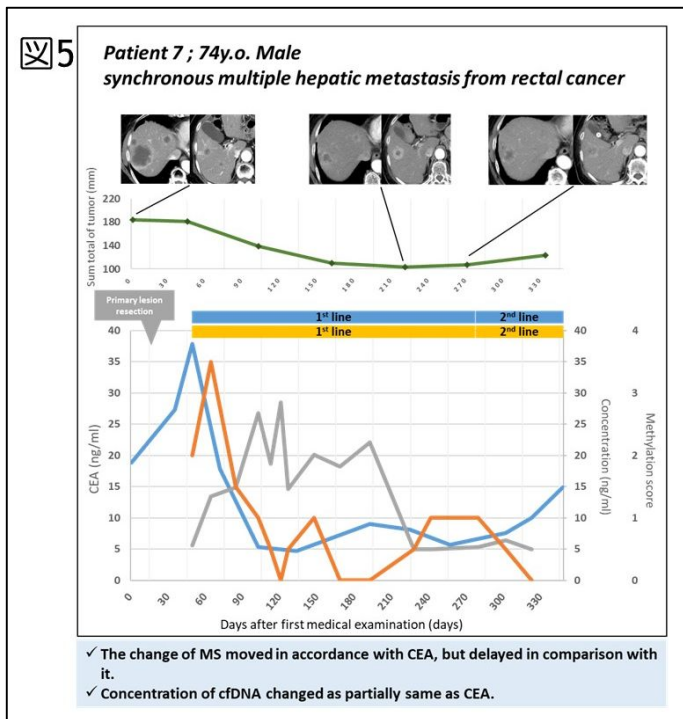 図5
Patient 7 ; 74y.o. Male
synchronous multiple hepatic metastasis from rectal cancer
Sum total of tumor (mm)
220
180
140
100
0 30 60 90 120 150 180 210 240 270 300 330
Primary lesion
resection
1st line 2nd line
1st line 2nd line
CEA (ng/ml)
40
35
30
25
20
15
10
5
0
40
35
30
25
20
15
10
5
0
Concentration (ng/ml)
4
3
2
1
0
Methylation score
0 30 60 90 120 150 180 210 240 270 300 330
Days after first medical examination (days)
✓ The change of MS moved in accordance with CEA, but delayed in comparison with
it.
✓ Concentration of cfDNA changed as partially same as CEA.